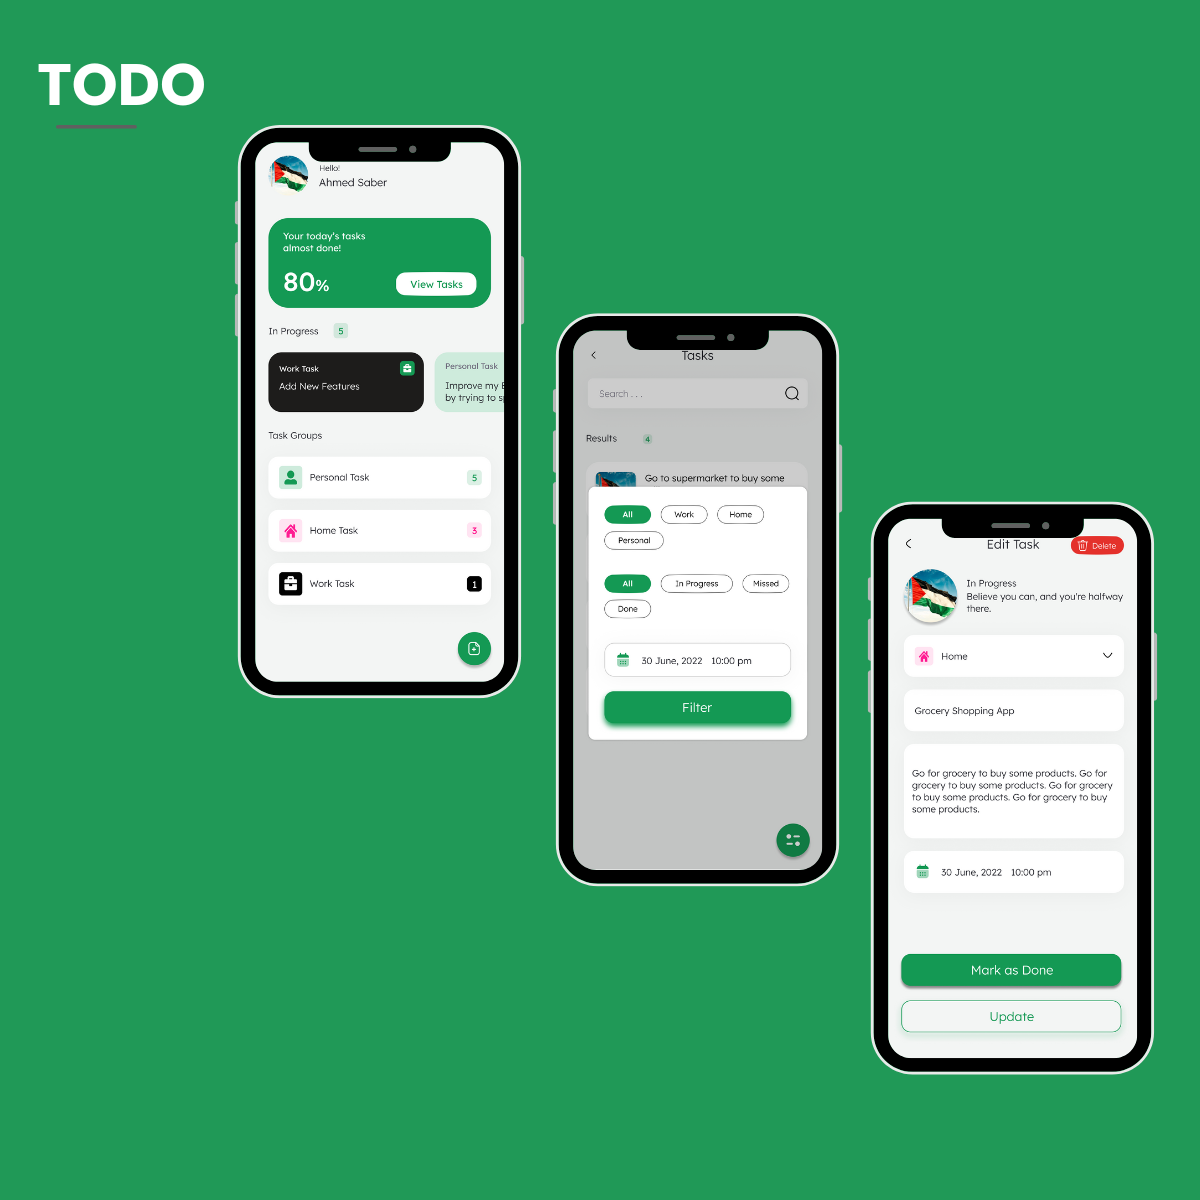 TODO
Hello!
Ahmed Saber
Your today's tasks
almost done!
80%
View Tasks
In Progress 5
Work Task
Add New Features
Personal Task
Improve my
by trying to
Task Groups
Personal Task 5
Home Task 3
Work Task 1
Tasks
Search . . .
Results 4
Go to supermarket to buy some
All Work Home
Personal
All In Progress Missed
Done
30 June, 2022 10:00 pm
Filter
Edit Task
Delete
In Progress
Believe you can, and you're halfway
there.
Home
Grocery Shopping App
Go for grocery to buy some products. Go for
grocery to buy some products. Go for grocery
to buy some products. Go for grocery to buy
some products.
30 June, 2022 10:00 pm
Mark as Done
Update